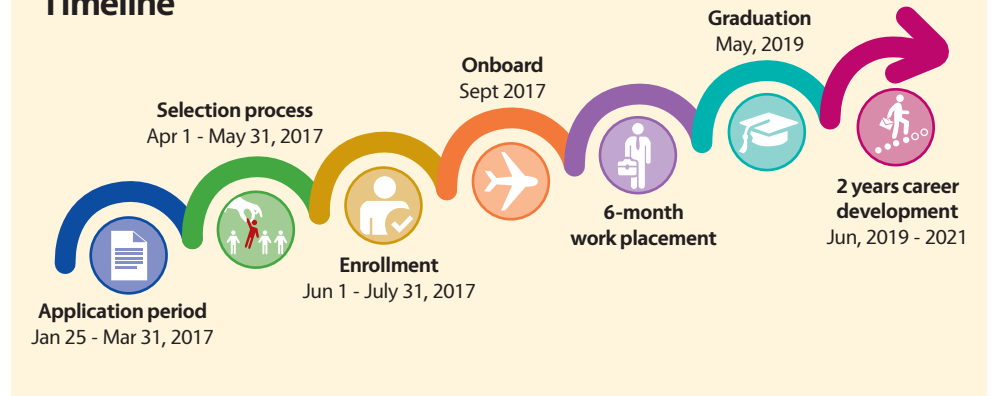 Timeline
Application period
Jan 25 - Mar 31, 2017
Selection process
Apr 1 - May 31, 2017
Enrollment
Jun 1 - July 31, 2017
Onboard
Sept 2017
6-month
work placement
Graduation
May, 2019
2 years career
development
Jun, 2019 - 2021